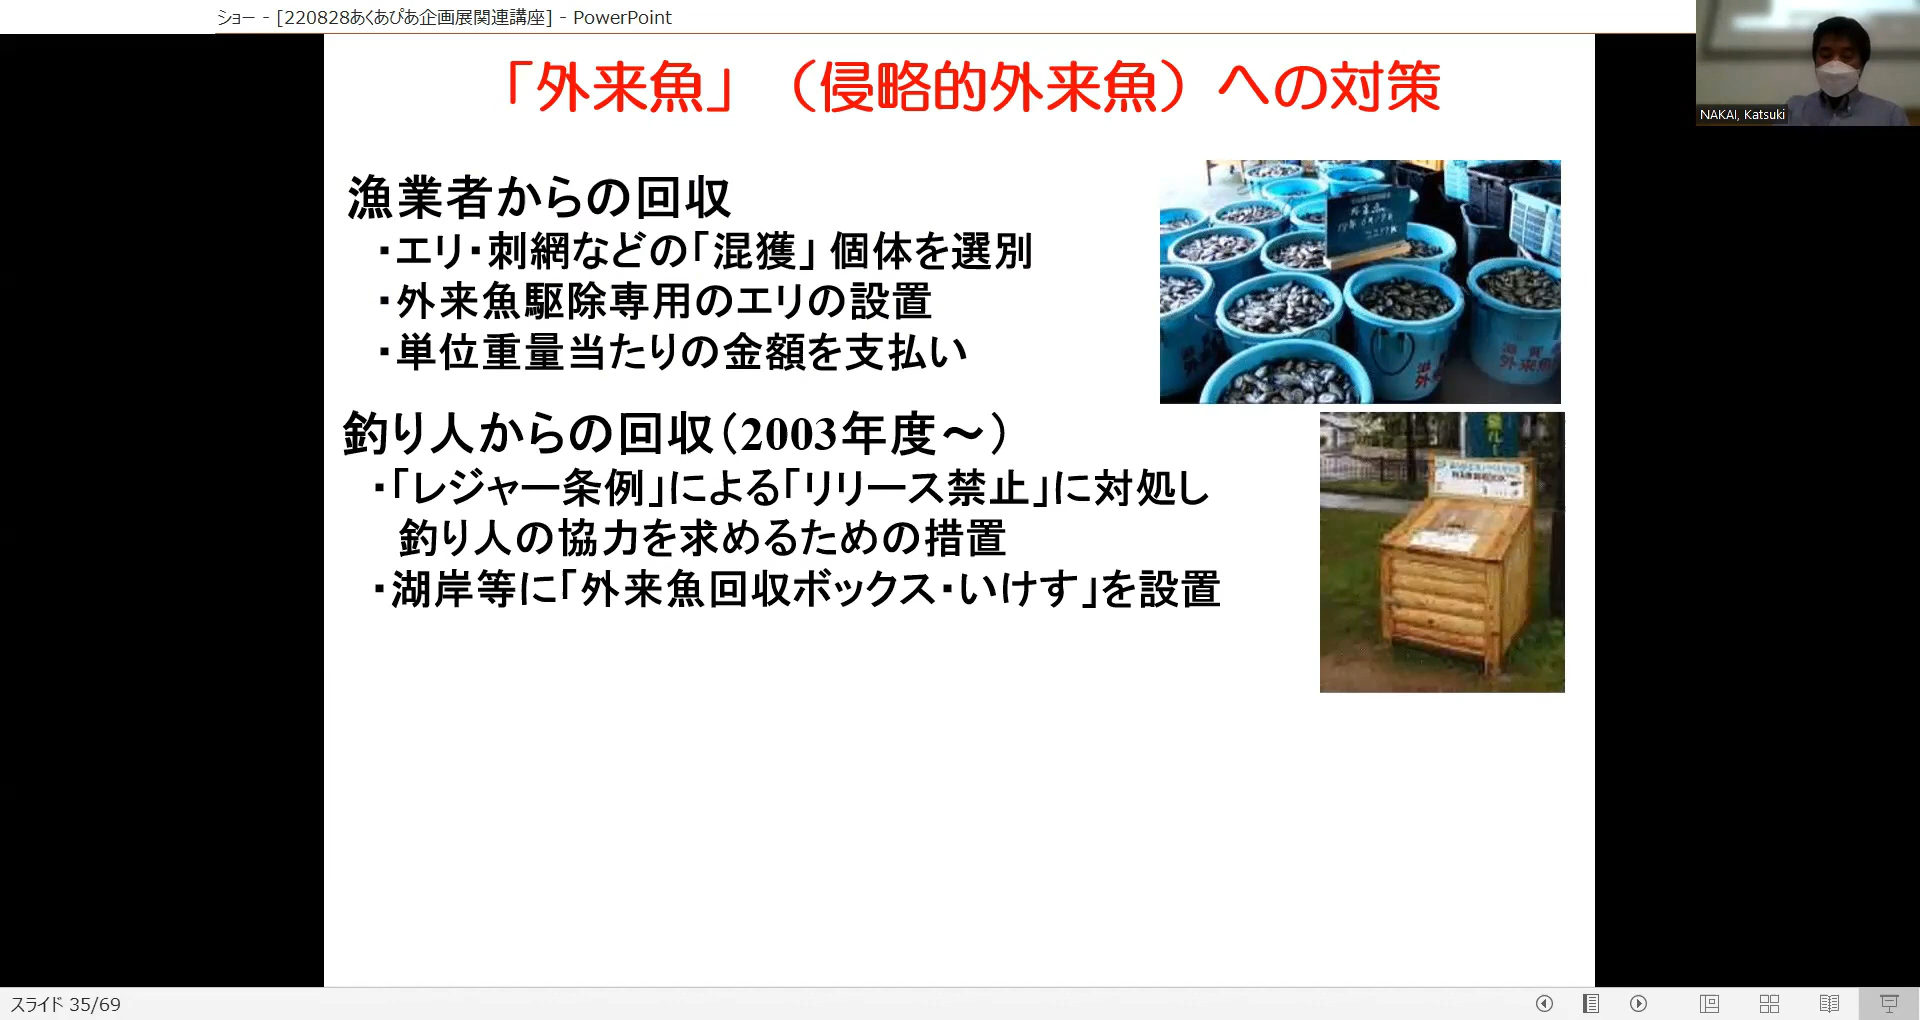 ショー - [220828あくあぴあ企画展関連講座] - PowerPoint
NAKAI, Katsuki
「外来魚」（侵略的外来魚）への対策
漁業者からの回収
・エリ・刺網などの「混獲」個体を選別
・外来魚駆除専用のエリの設置
・単位重量当たりの金額を支払い
釣り人からの回収（2003年度～）
・「レジャー条例」による「リリース禁止」に対処し
釣り人の協力を求めるための措置
・湖岸等に「外来魚回収ボックス・いけす」を設置
滋賀
外来魚
スライド 35/69